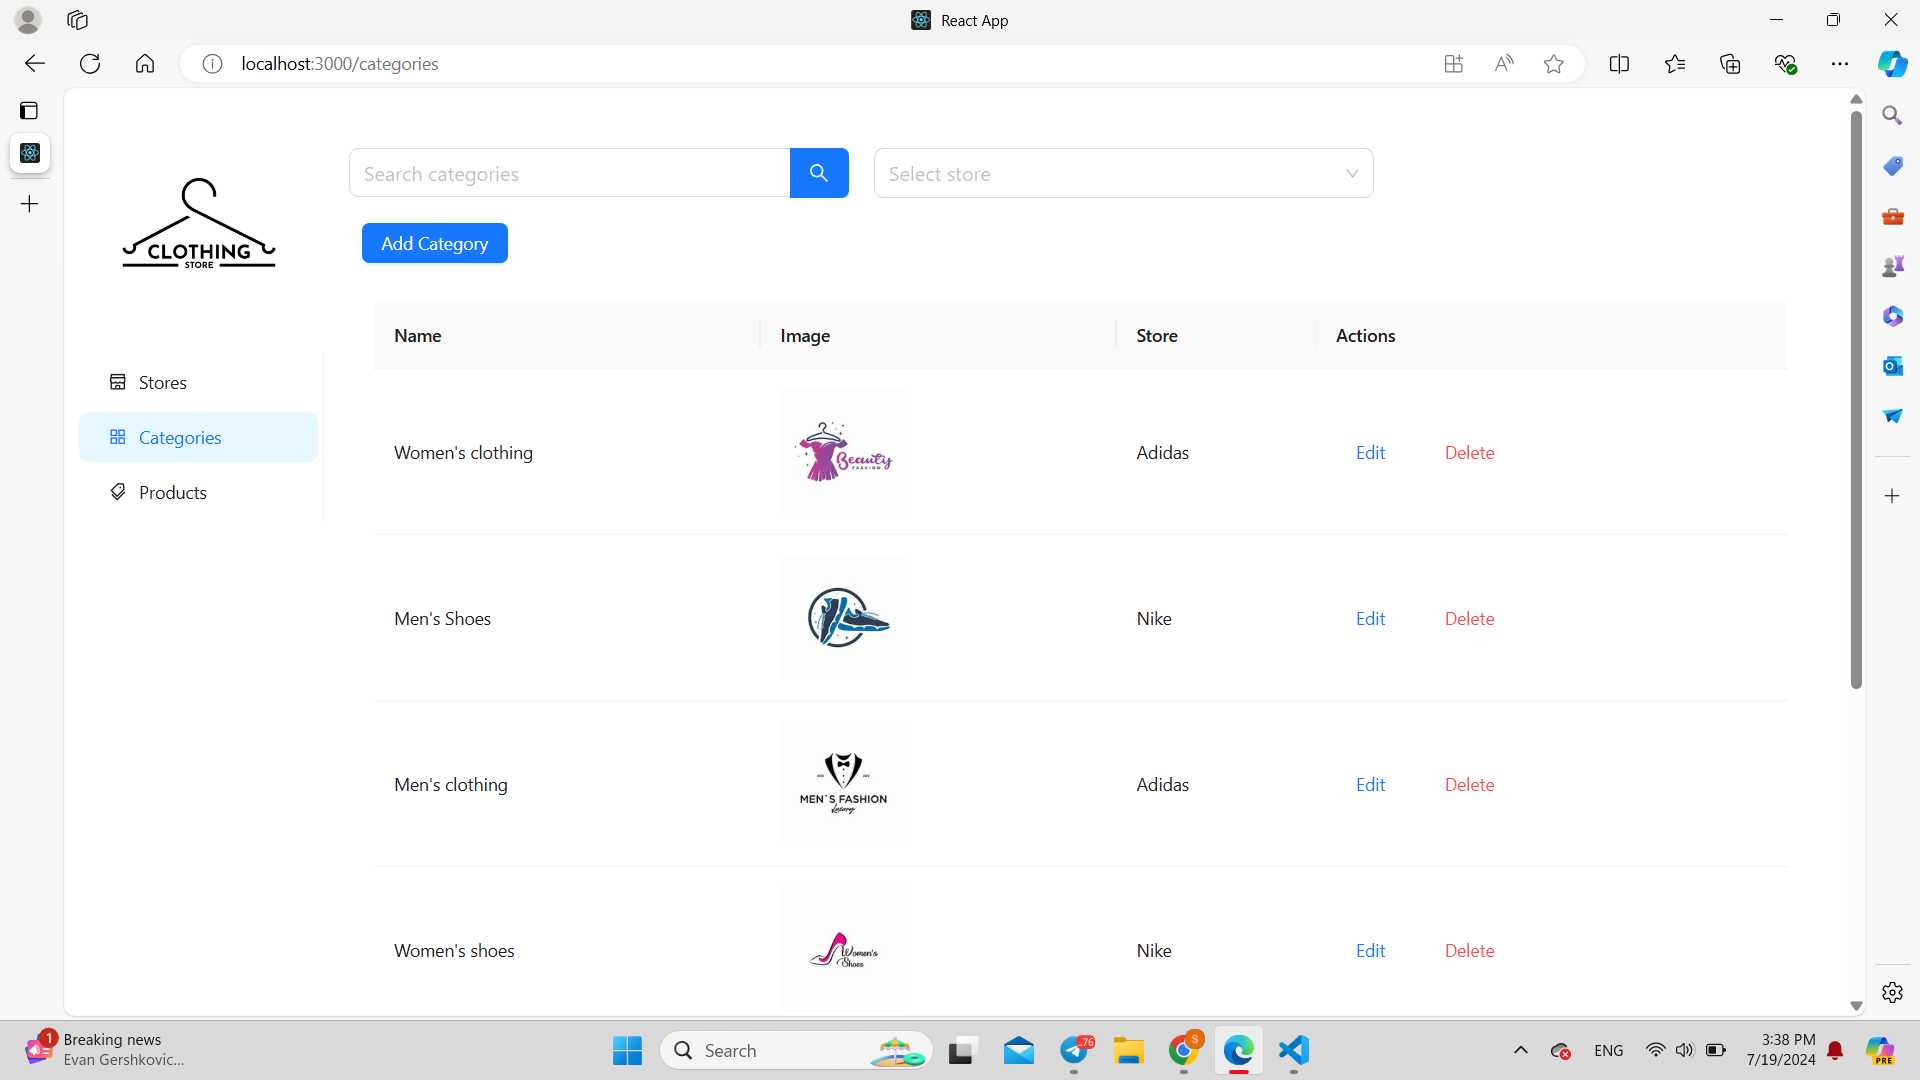 React App
localhost:3000/categories
CLOTHING
STORE
Search categories
Select store
Add Category
Stores
Categories
Products
Name Image Store Actions
Women's clothing
Beauty
FASHION
Adidas Edit Delete
Men's Shoes Nike Edit Delete
Men's clothing
MEN`S FASHION
Luxury
Adidas Edit Delete
Women's shoes
Women's
Shoes
Nike Edit Delete
1
Breaking news
Evan Gershkovic...
Search
..76
S
ENG
3:38 PM
7/19/2024
PRE